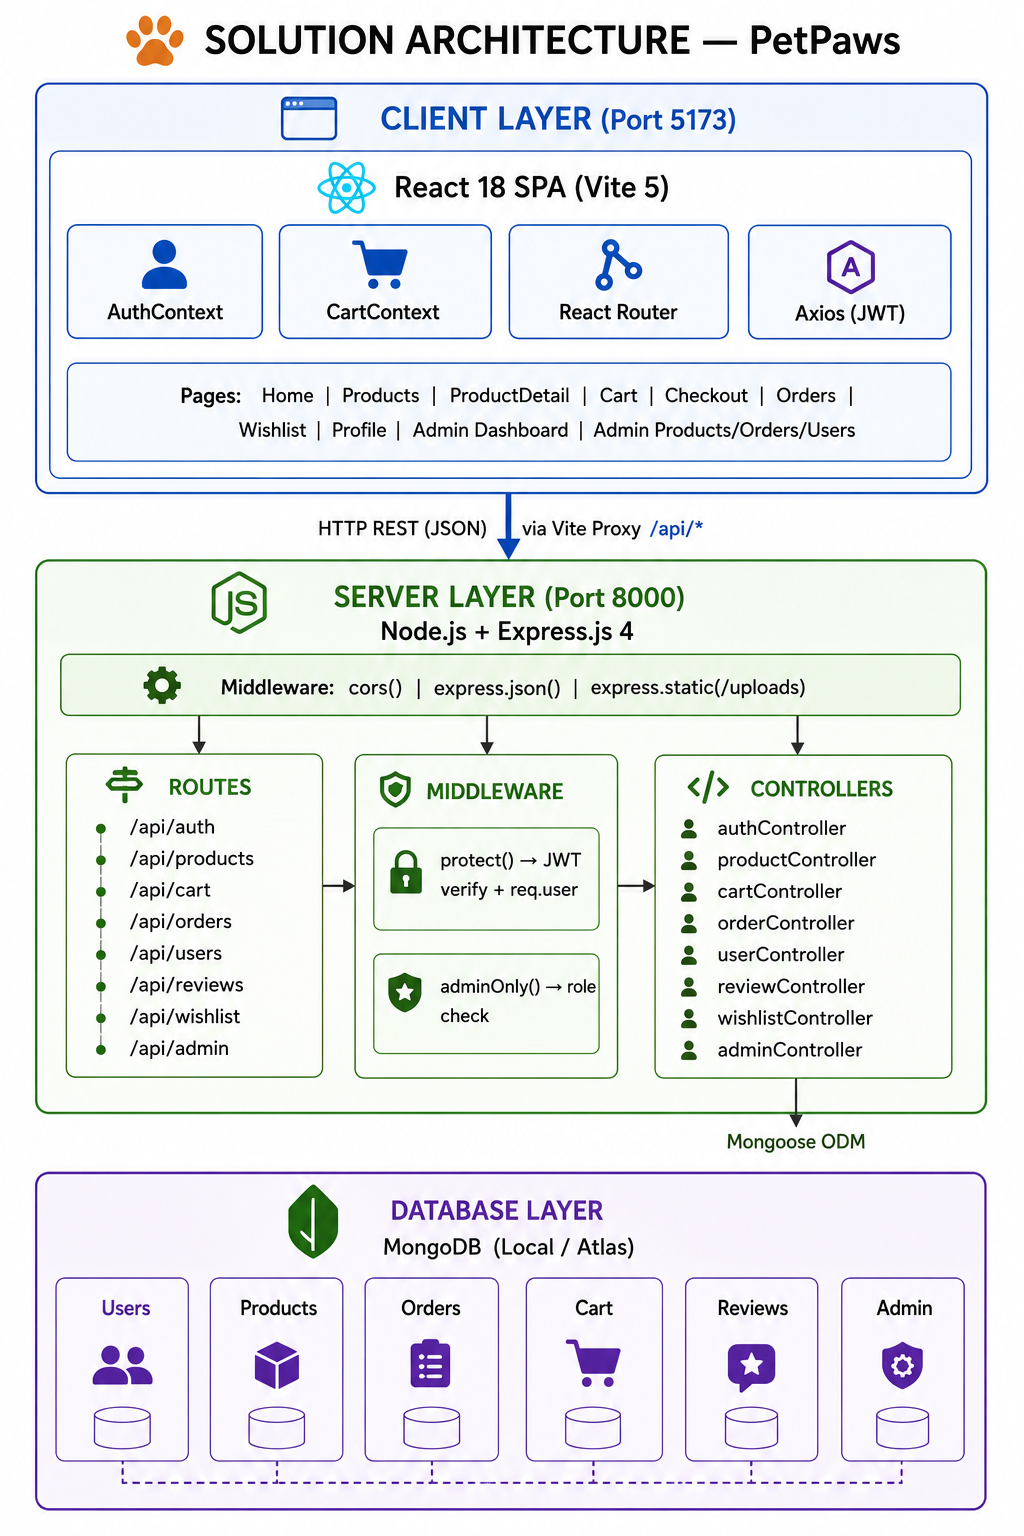 SOLUTION ARCHITECTURE — PetPaws
CLIENT LAYER (Port 5173)
React 18 SPA (Vite 5)
AuthContext
CartContext
React Router
A
Axios (JWT)
Pages: Home | Products | ProductDetail | Cart | Checkout | Orders |
Wishlist | Profile | Admin Dashboard | Admin Products/Orders/Users
HTTP REST (JSON) via Vite Proxy /api/*
JS
SERVER LAYER (Port 8000)
Node.js + Express.js 4
Middleware: cors() | express.json() | express.static(/uploads)
ROUTES
/api/auth
/api/products
/api/cart
/api/orders
/api/users
/api/reviews
/api/wishlist
/api/admin
MIDDLEWARE
protect() → JWT
verify + req.user
adminOnly() → role
check
CONTROLLERS
authController
productController
cartController
orderController
userController
reviewController
wishlistController
adminController
Mongoose ODM
DATABASE LAYER
MongoDB (Local / Atlas)
Users
Products
Orders
Cart
Reviews
Admin